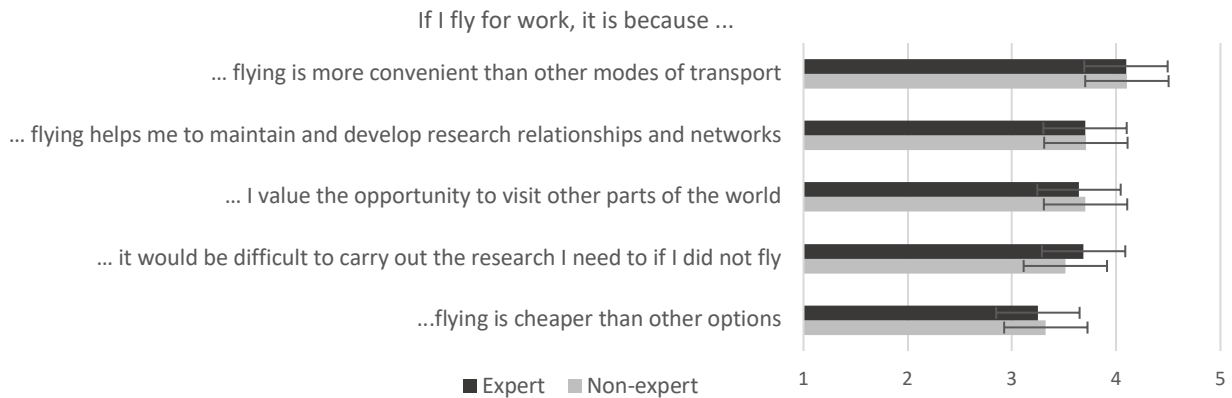 If I fly for work, it is because ...
... flying is more convenient than other modes of transport
... flying helps me to maintain and develop research relationships and networks
... I value the opportunity to visit other parts of the world
... it would be difficult to carry out the research I need to if I did not fly
...flying is cheaper than other options
Expert Non-expert
1 2 3 4 5